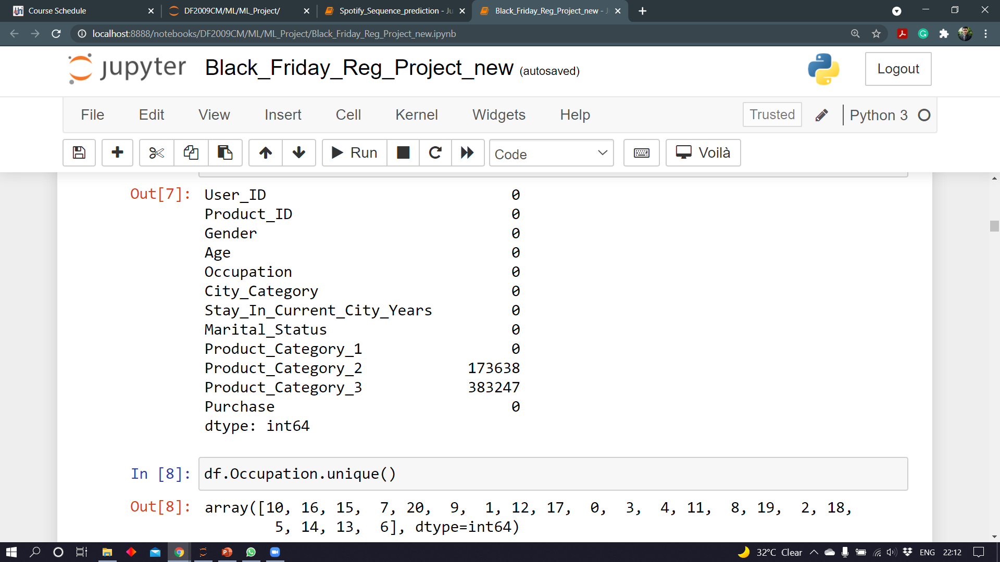 Course Schedule
DF2009CM/ML/ML_Project/
Spotify_Sequence_prediction - Ju
Black_Friday_Reg_Project_new - J
localhost:8888/notebooks/DF2009CM/ML/ML_Project/Black_Friday_Reg_Project_new.ipynb
jupyter Black_Friday_Reg_Project_new (autosaved)
Logout
File Edit View Insert Cell Kernel Widgets Help
Trusted
Python 3
Run
Code
Voilà
Out[7]: User_ID 0
Product_ID 0
Gender 0
Age 0
Occupation 0
City_Category 0
Stay_In_Current_City_Years 0
Marital_Status 0
Product_Category_1 0
Product_Category_2 173638
Product_Category_3 383247
Purchase 0
dtype: int64
In [8]: df.Occupation.unique()
Out[8]: array([10, 16, 15, 7, 20, 9, 1, 12, 17, 0, 3, 4, 11, 8, 19, 2, 18,
5, 14, 13, 6], dtype=int64)
32°C Clear
ENG
22:12